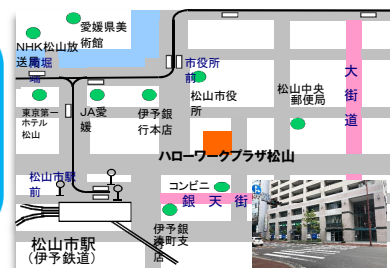 愛媛県美
術館
NHK松山放
送局
南堀
端
市役所
前
松山市役
所
松山中央
郵便局
大街道
東京第一
ホテル
松山
JA愛
媛
伊予銀
行本店
ハローワークプラザ松山
松山市駅
前
コンビニ
銀天街
伊予銀
湊町支
店
松山市駅
(伊予鉄道)